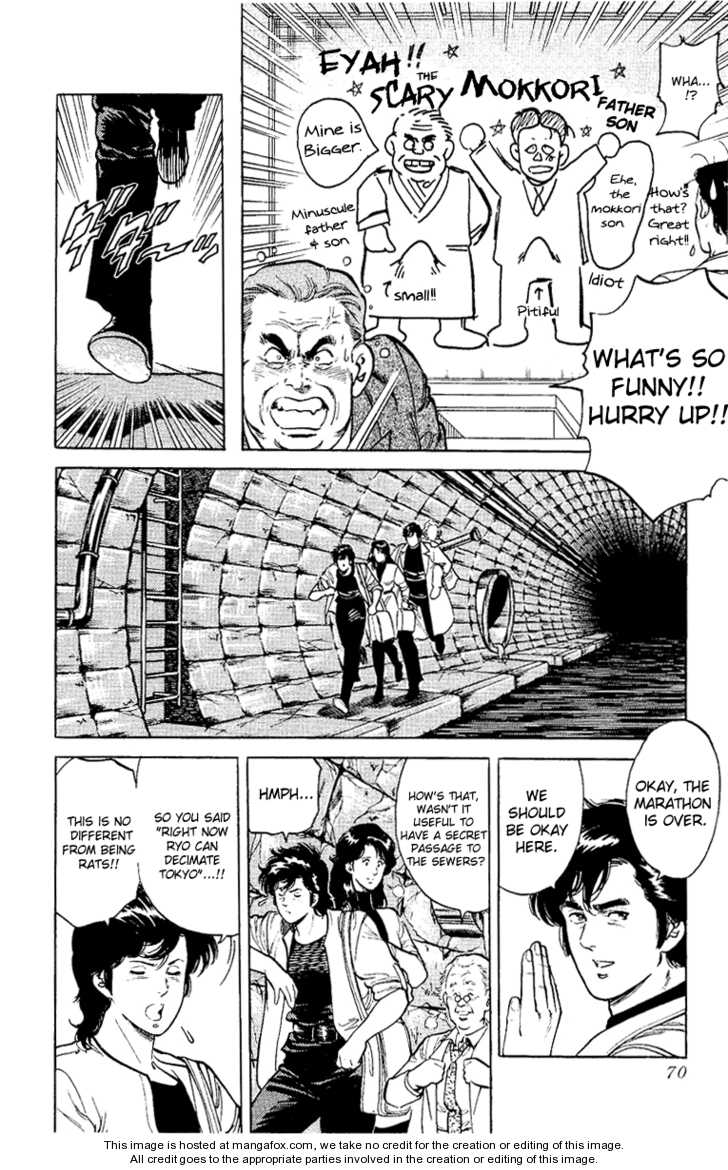 WHA...
!?
EYAH!!
THE
SCARY MOKKORI
FATHER
SON
Mine is
Bigger.
Ehe,
the
mokkori
son
How's
that?
Great
right!!
Minuscule
father
& son
small!!
Pitiful
Idiot
WHAT'S SO
FUNNY!!
HURRY UP!!
ダダダーッ
OKAY, THE
MARATHON
IS OVER.
WE
SHOULD
BE OKAY
HERE.
HOW'S THAT,
WASN'T IT
USEFUL TO
HAVE A SECRET
PASSAGE TO
THE SEWERS?
HMPH...
SO YOU SAID
"RIGHT NOW
RYO CAN
DECIMATE
TOKYO"...!!
THIS IS NO
DIFFERENT
FROM BEING
RATS!!
70
This image is hosted at mangafox.com, we take no credit for the creation or editing of this image.
All credit goes to the appropriate parties involved in the creation or editing of this image.